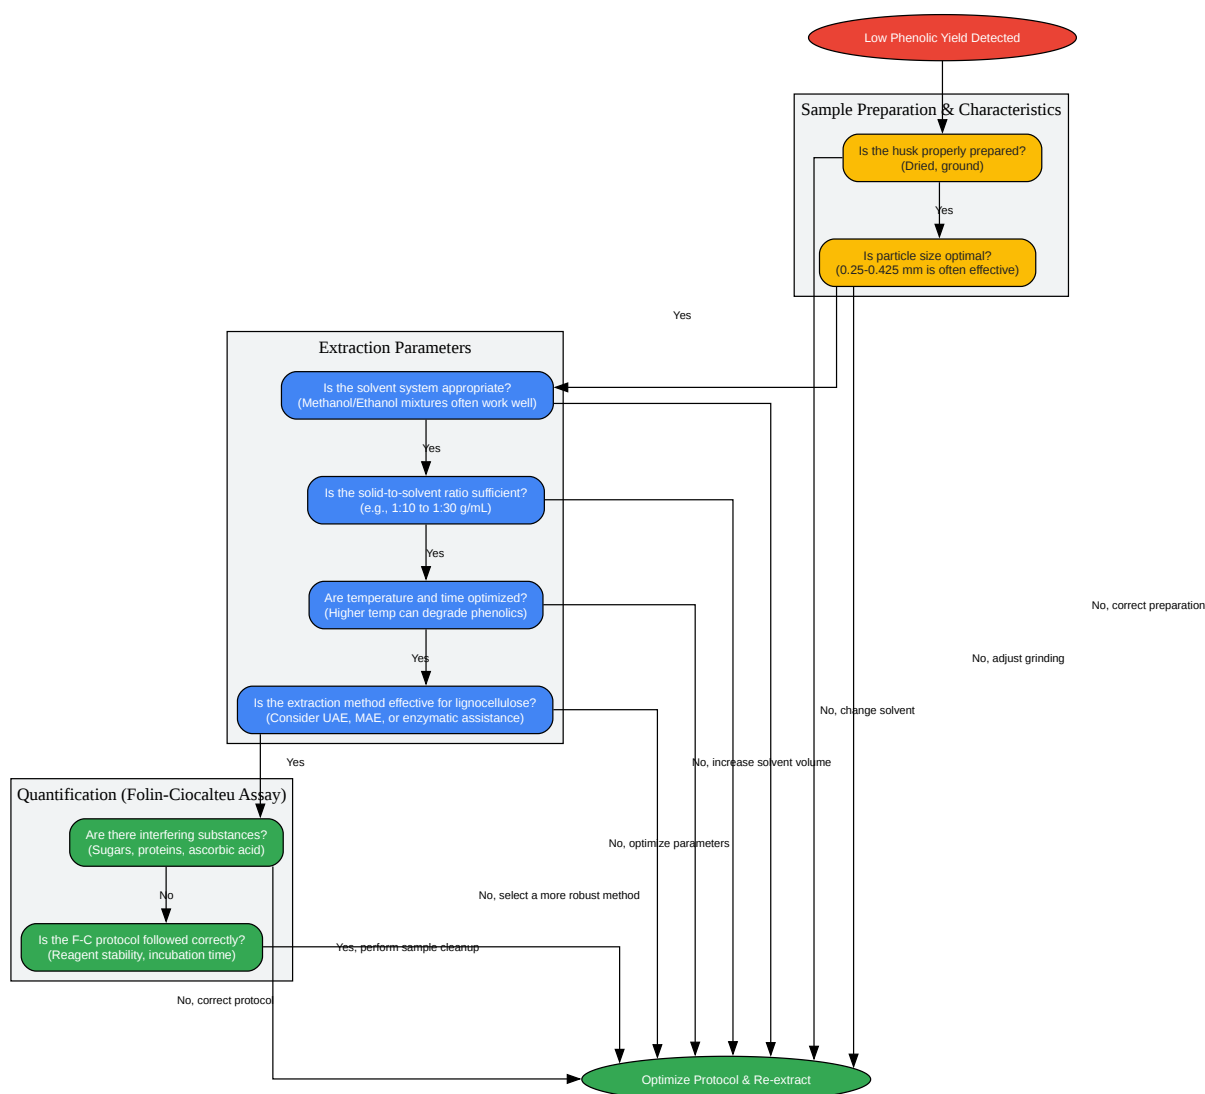 Low Phenolic Yield Detected
Sample Preparation & Characteristics
Is the husk properly prepared?
(Dried, ground)
Yes
Is particle size optimal?
(0.25-0.425 mm is often effective)
Yes
Extraction Parameters
Is the solvent system appropriate?
(Methanol/Ethanol mixtures often work well)
Yes
Is the solid-to-solvent ratio sufficient?
(e.g., 1:10 to 1:30 g/mL)
Yes
Are temperature and time optimized?
(Higher temp can degrade phenolics)
No, correct preparation
Yes
No, adjust grinding
Is the extraction method effective for lignocellulose?
(Consider UAE, MAE, or enzymatic assistance)
No, change solvent
Yes
No, increase solvent volume
Quantification (Folin-Ciocalteu Assay)
Are there interfering substances?
(Sugars, proteins, ascorbic acid)
No, optimize parameters
No
No, select a more robust method
Is the F-C protocol followed correctly?
(Reagent stability, incubation time)
Yes, perform sample cleanup
No, correct protocol
Optimize Protocol & Re-extract